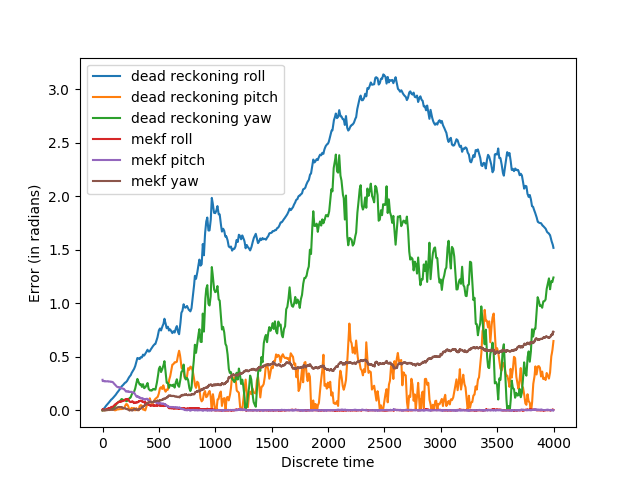 dead reckoning roll
dead reckoning pitch
dead reckoning yaw
mekf roll
mekf pitch
mekf yaw
Error (in radians)
3.0
2.5
2.0
1.5
1.0
0.5
0.0
0 500 1000 1500 2000 2500 3000 3500 4000
Discrete time